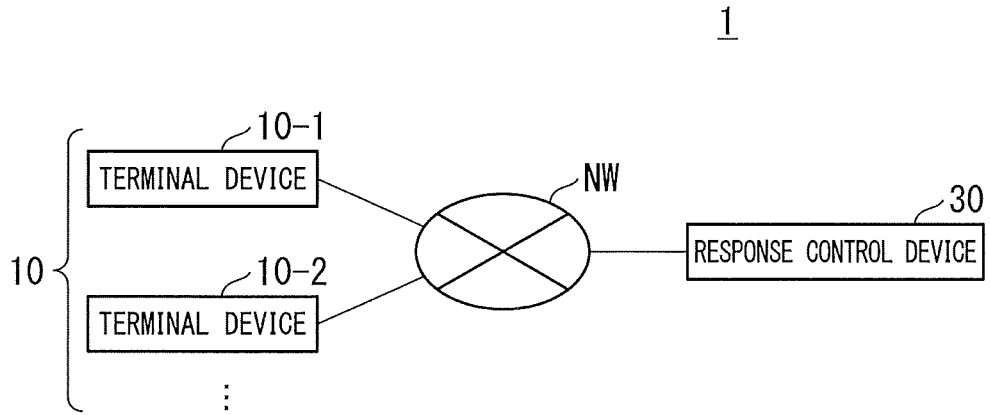 1
10-1
TERMINAL DEVICE
NW
30
RESPONSE CONTROL DEVICE
10
10-2
TERMINAL DEVICE
⋮